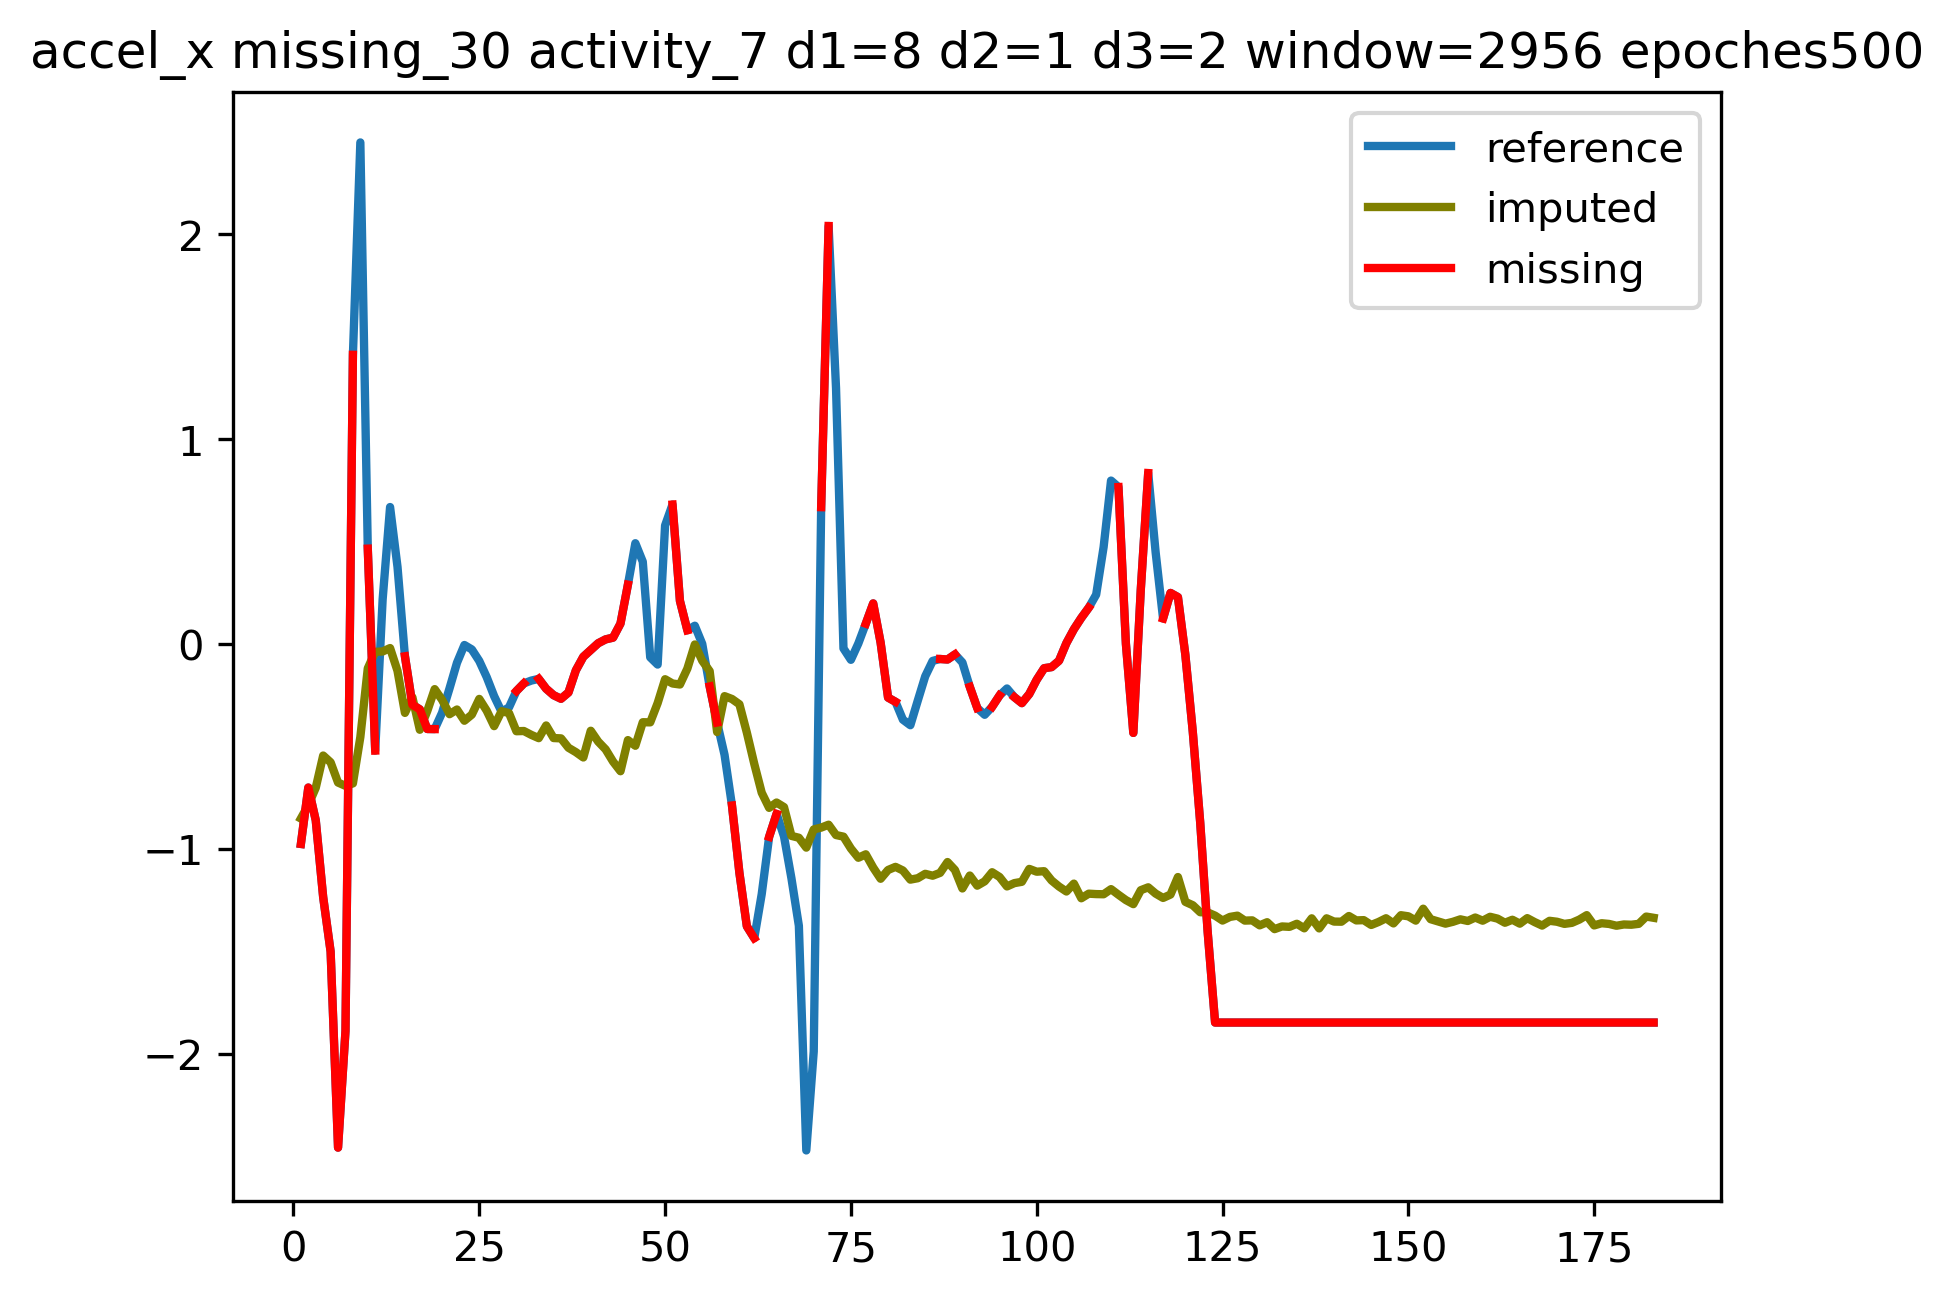 accel_x missing_30 activity_7 d1=8 d2=1 d3=2 window=2956 epoches500
reference
imputed
missing
2
1
0
−1
−2
0 25 50 75 100 125 150 175